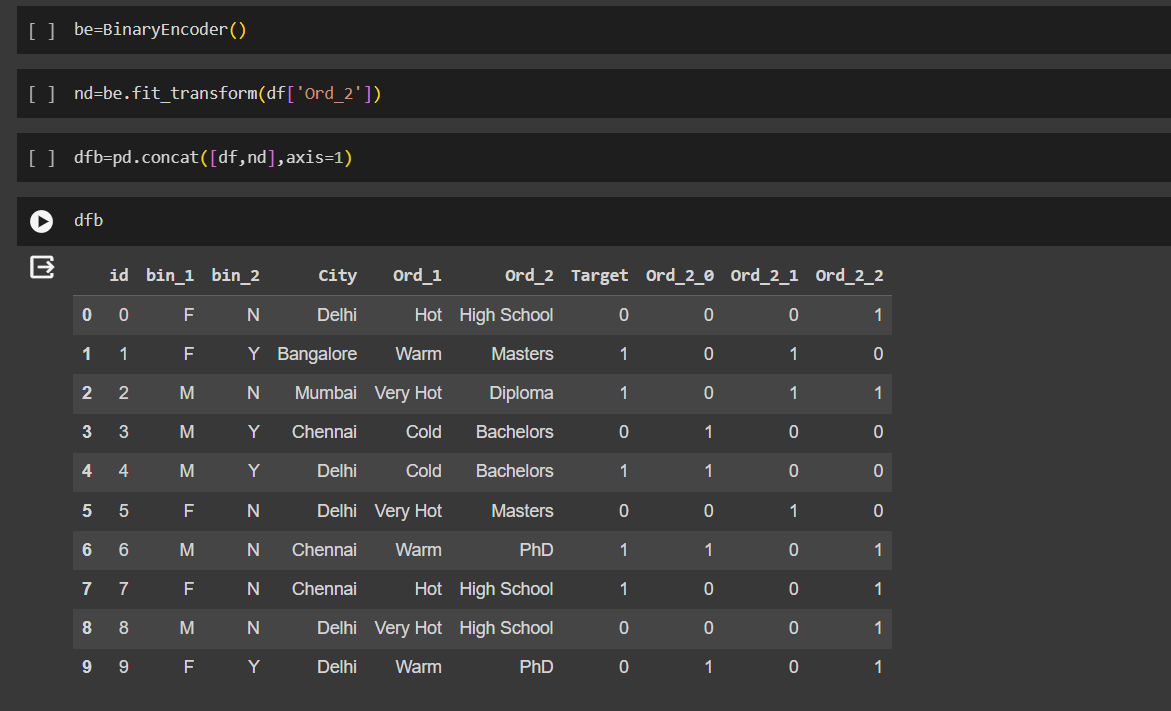 [ ] be=BinaryEncoder()
[ ] nd=be.fit_transform(df['Ord_2'])
[ ] dfb=pd.concat([df,nd],axis=1)
dfb
id bin_1 bin_2 City Ord_1 Ord_2 Target Ord_2_0 Ord_2_1 Ord_2_2
0 0 F N Delhi Hot High School 0 0 0 1
1 1 F Y Bangalore Warm Masters 1 0 1 0
2 2 M N Mumbai Very Hot Diploma 1 0 1 1
3 3 M Y Chennai Cold Bachelors 0 1 0 0
4 4 M Y Delhi Cold Bachelors 1 1 0 0
5 5 F N Delhi Very Hot Masters 0 0 1 0
6 6 M N Chennai Warm PhD 1 1 0 1
7 7 F N Chennai Hot High School 1 0 0 1
8 8 M N Delhi Very Hot High School 0 0 0 1
9 9 F Y Delhi Warm PhD 0 1 0 1